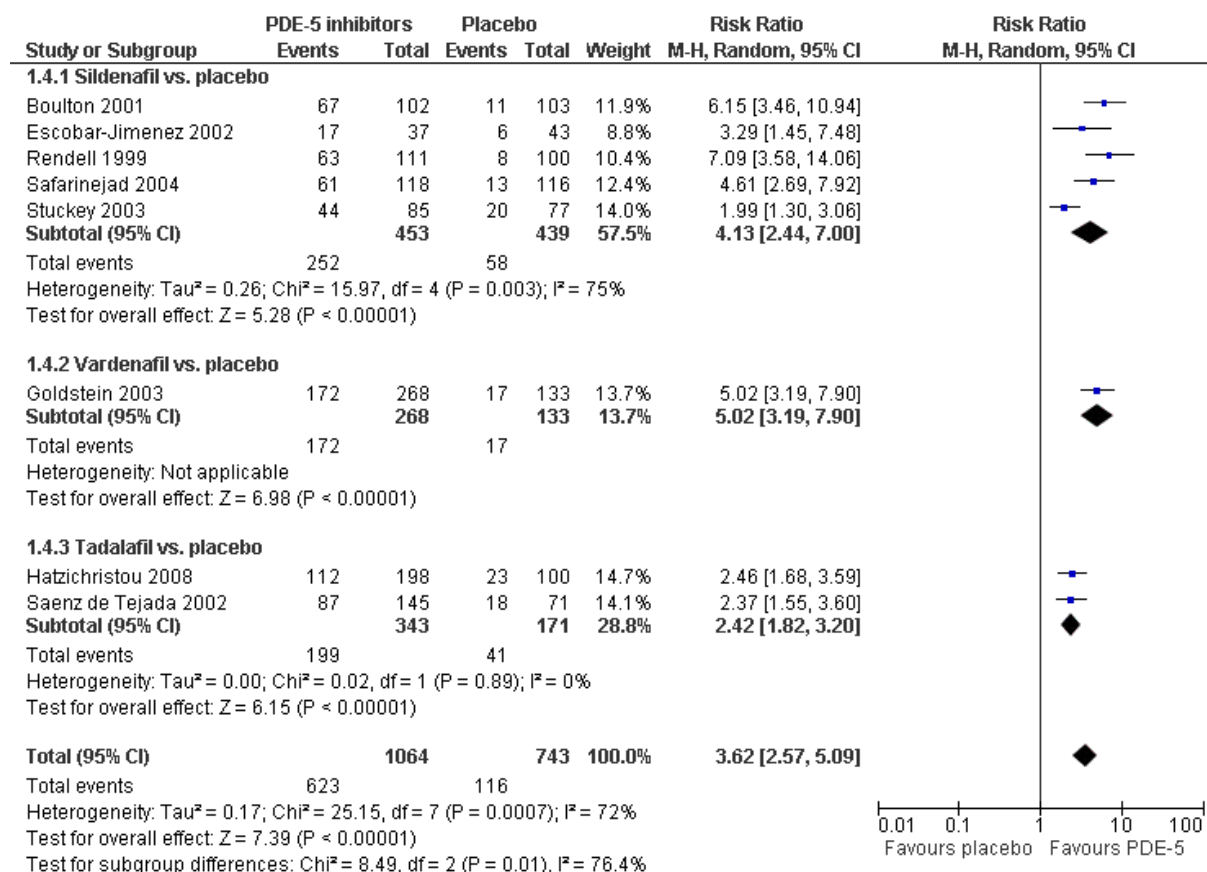 PDE-5 inhibitors Placebo Risk Ratio Risk Ratio
Study or Subgroup Events Total Events Total Weight M-H, Random, 95% CI M-H, Random, 95% CI
1.4.1 Sildenafil vs. placebo
Boulton 2001 67 102 11 103 11.9% 6.15 [3.46, 10.94]
Escobar-Jimenez 2002 17 37 6 43 8.8% 3.29 [1.45, 7.48]
Rendell 1999 63 111 8 100 10.4% 7.09 [3.58, 14.06]
Safarinejad 2004 61 118 13 116 12.4% 4.61 [2.69, 7.92]
Stuckey 2003 44 85 20 77 14.0% 1.99 [1.30, 3.06]
Subtotal (95% CI) 453 439 57.5% 4.13 [2.44, 7.00]
Total events 252 58
Heterogeneity: Tau² = 0.26; Chi² = 15.97, df = 4 (P = 0.003); I² = 75%
Test for overall effect: Z = 5.28 (P < 0.00001)
1.4.2 Vardenafil vs. placebo
Goldstein 2003 172 268 17 133 13.7% 5.02 [3.19, 7.90]
Subtotal (95% CI) 268 133 13.7% 5.02 [3.19, 7.90]
Total events 172 17
Heterogeneity: Not applicable
Test for overall effect: Z = 6.98 (P < 0.00001)
1.4.3 Tadalafil vs. placebo
Hatzichristou 2008 112 198 23 100 14.7% 2.46 [1.68, 3.59]
Saenz de Tejada 2002 87 145 18 71 14.1% 2.37 [1.55, 3.60]
Subtotal (95% CI) 343 171 28.8% 2.42 [1.82, 3.20]
Total events 199 41
Heterogeneity: Tau² = 0.00; Chi² = 0.02, df = 1 (P = 0.89); I² = 0%
Test for overall effect: Z = 6.15 (P < 0.00001)
Total (95% CI) 1064 743 100.0% 3.62 [2.57, 5.09]
Total events 623 116
Heterogeneity: Tau² = 0.17; Chi² = 25.15, df = 7 (P = 0.0007); I² = 72%
Test for overall effect: Z = 7.39 (P < 0.00001)
Test for subgroup differences: Chi² = 8.49, df = 2 (P = 0.01), I² = 76.4%
0.01 0.1 1 10 100
Favours placebo Favours PDE-5